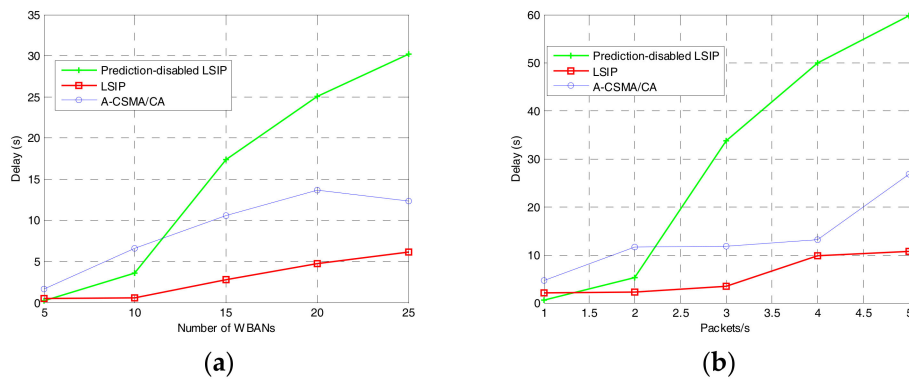 35
30
25
20
15
10
5
0
Delay (s)
Prediction-disabled LSIP
LSIP
A-CSMA/CA
5
10
15
20
25
Number of WBANs
(a)
60
50
40
30
20
10
0
Delay (s)
Prediction-disabled LSIP
LSIP
A-CSMA/CA
1
1.5
2
2.5
3
3.5
4
4.5
5
Packets/s
(b)